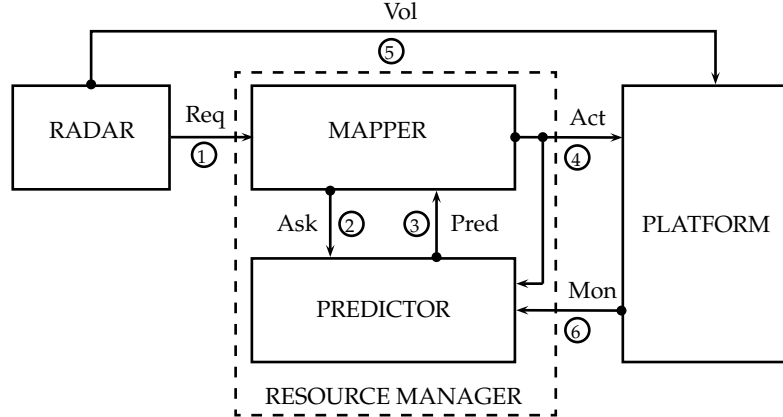 Vol
5
RADAR
Req
1
MAPPER
Act
4
Ask
2
3
Pred
PLATFORM
PREDICTOR
Mon
6
RESOURCE MANAGER